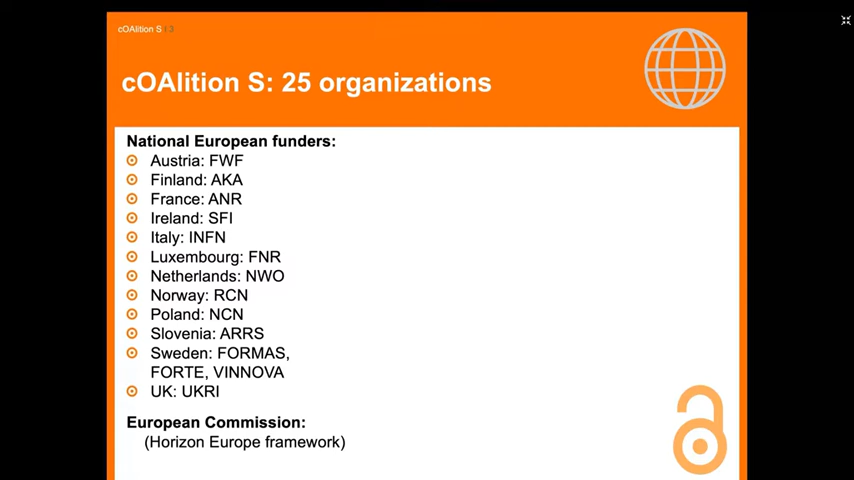 cOAlition S | 3
cOAlition S: 25 organizations
National European funders:
Austria: FWF
Finland: AKA
France: ANR
Ireland: SFI
Italy: INFN
Luxembourg: FNR
Netherlands: NWO
Norway: RCN
Poland: NCN
Slovenia: ARRS
Sweden: FORMAS,
FORTE, VINNOVA
UK: UKRI
European Commission:
(Horizon Europe framework)